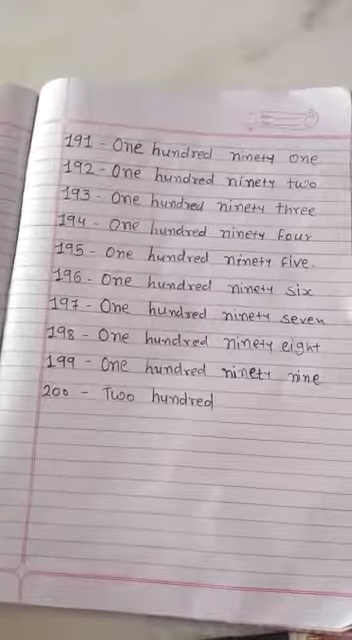 191 - One hundred ninety one
192 - One hundred ninety two
193 - One hundred ninety three
194 - One hundred ninety four
195 - One hundred ninety five.
196 - One hundred ninety six
197 - One hundred ninety seven
198 - One hundred ninety eight
199 - One hundred ninety nine
200 - Two hundred